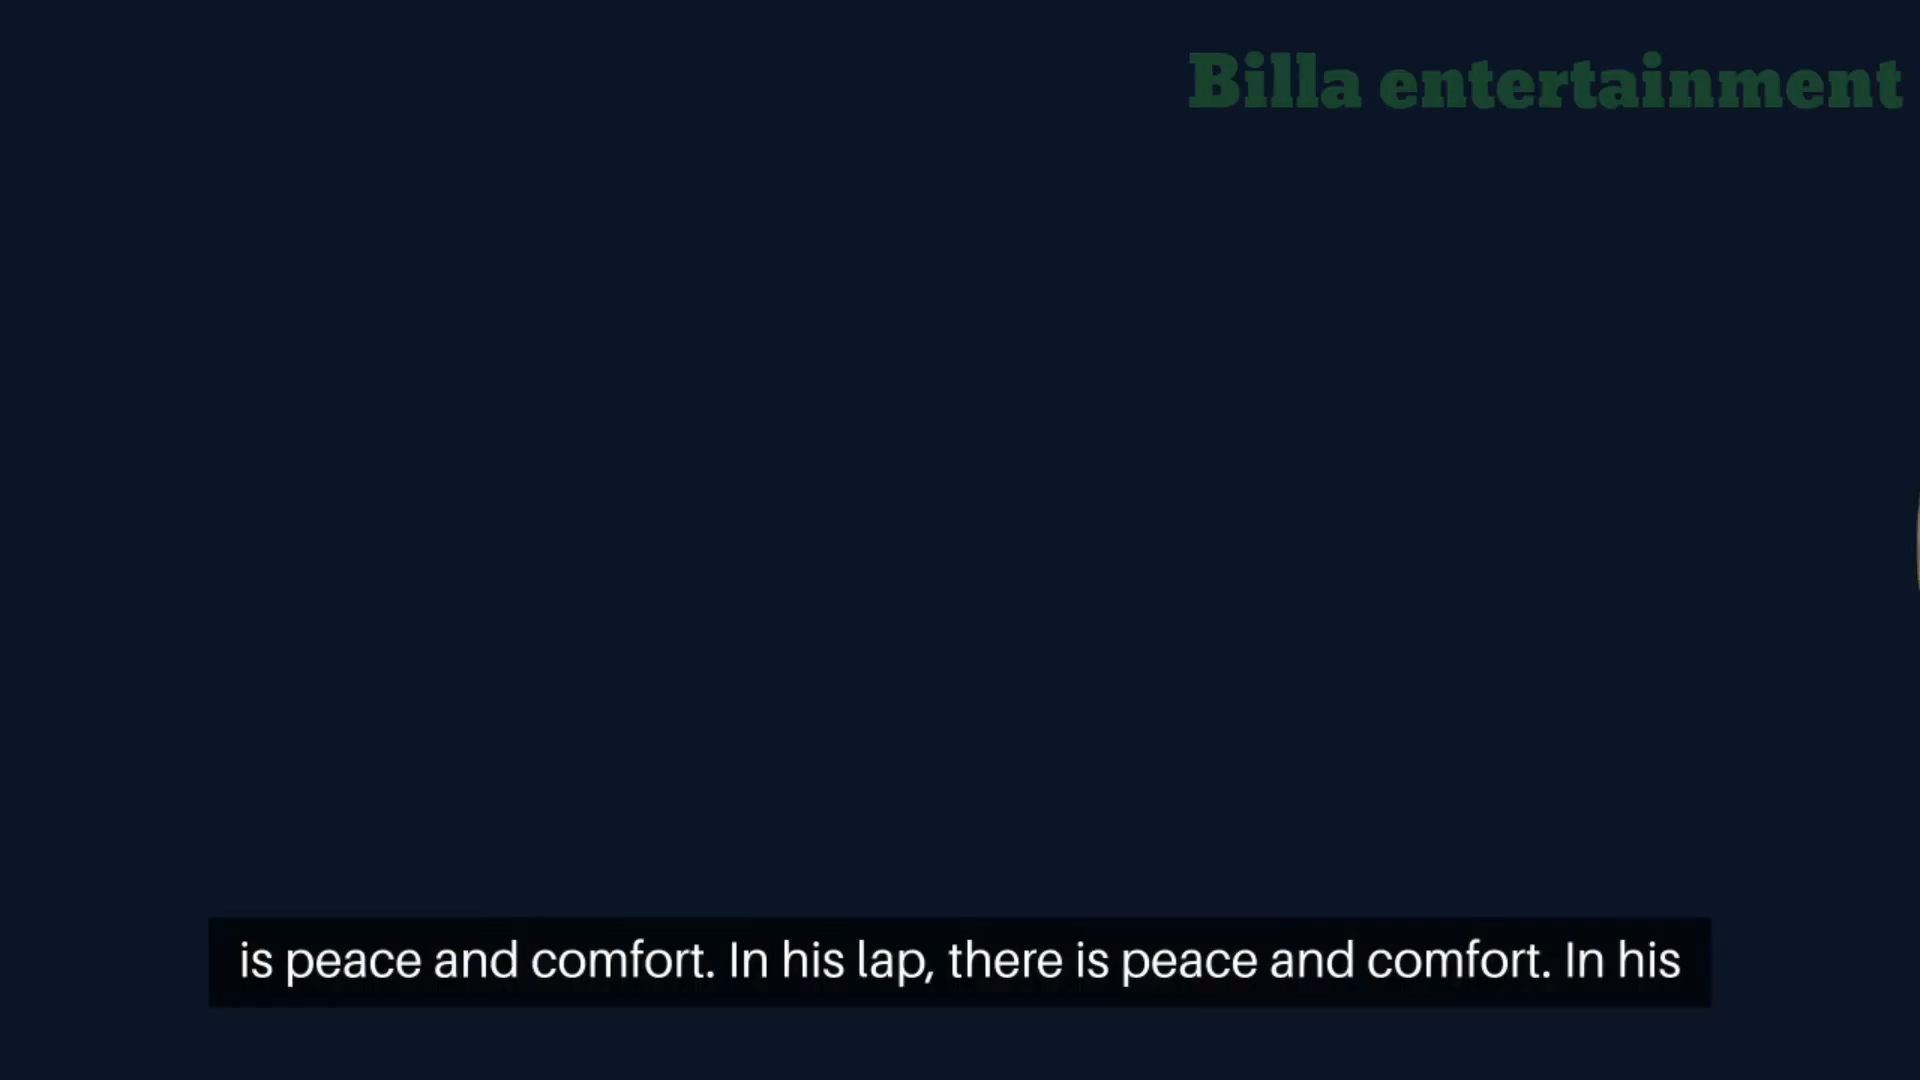 Billa entertainment
is peace and comfort. In his lap, there is peace and comfort. In his